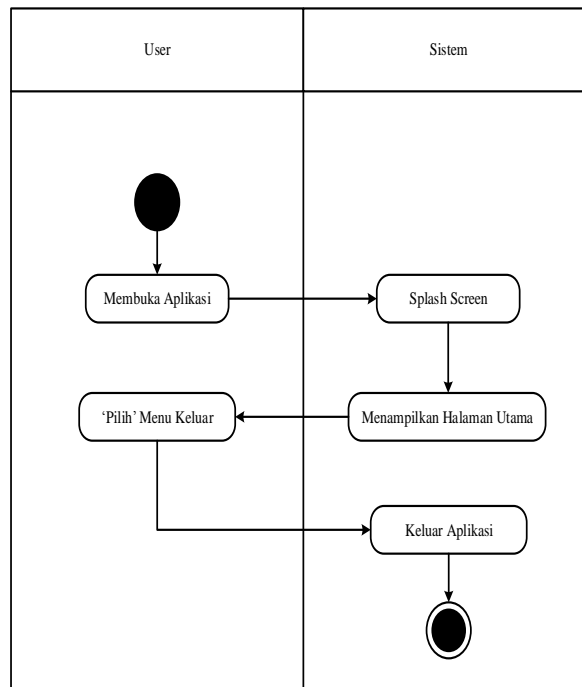 User
Sistem
Membuka Aplikasi
Splash Screen
‘Pilih’ Menu Keluar
Menampilkan Halaman Utama
Keluar Aplikasi